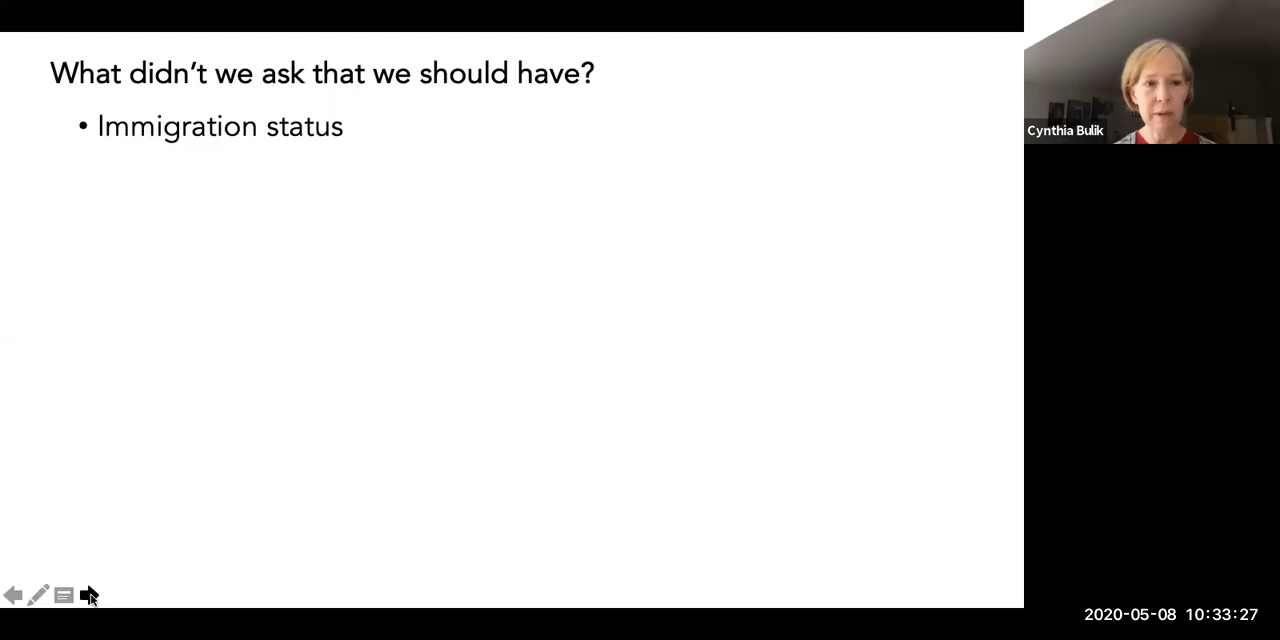 What didn’t we ask that we should have?
• Immigration status
Cynthia Bulik
2020-05-08 10:33:27